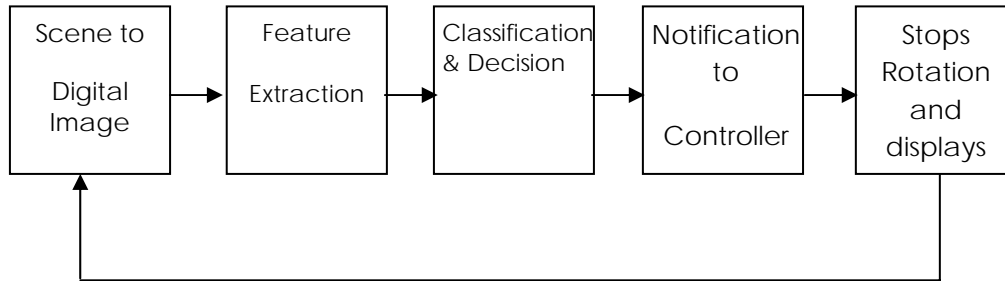 Scene to
Digital
Image
Feature
Extraction
Classification
& Decision
Notification
to
Controller
Stops
Rotation
and
displays